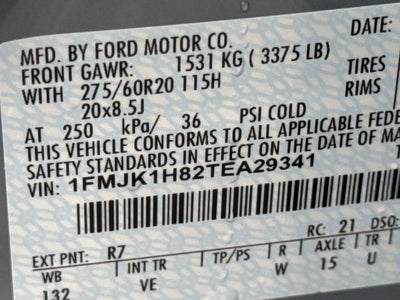 DATE:
MFD. BY FORD MOTOR CO.
FRONT GAWR: 1531 KG ( 3375 LB)
WITH 275/60R20 115H TIRES
20x8.5J RIMS
AT 250 kPa/ 36 PSI COLD
THIS VEHICLE CONFORMS TO ALL APPLICABLE FEDERA
STANDARDS IN EFFECT ON THE DATE OF MA
VIN: 1FMJK1H82TEA29341
EXT PNT: R7 RC: 21 DSO:
WB INT TR TP/PS R AXLE TR
132 VE W 15 U